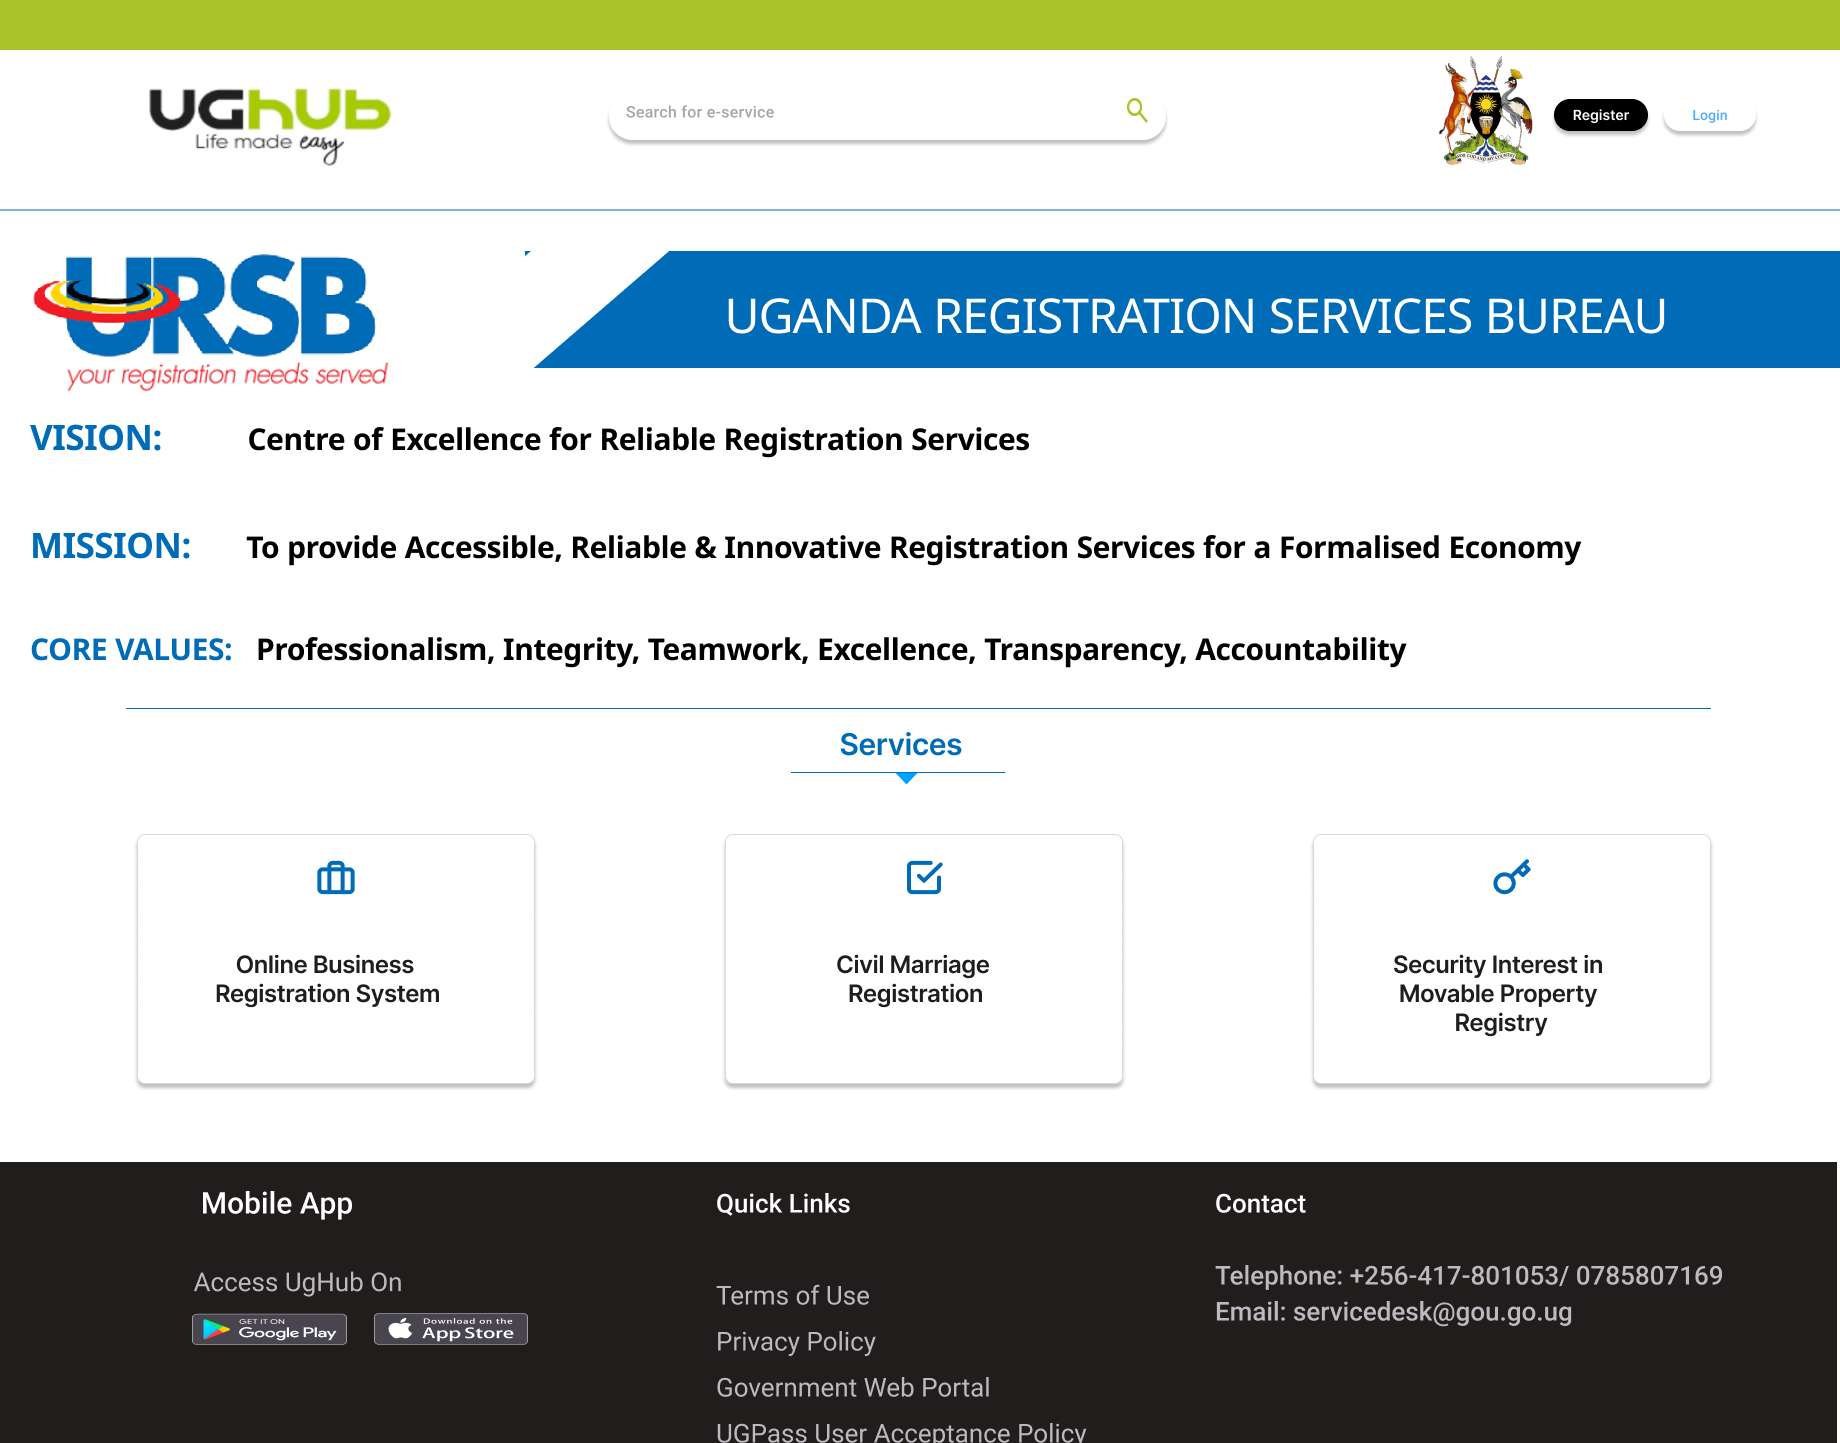 UGhub
Life made easy
Search for e-service
FOR GOD AND MY COUNTRY
Register
Login
URSB
your registration needs served
UGANDA REGISTRATION SERVICES BUREAU
VISION: Centre of Excellence for Reliable Registration Services
MISSION: To provide Accessible, Reliable & Innovative Registration Services for a Formalised Economy
CORE VALUES: Professionalism, Integrity, Teamwork, Excellence, Transparency, Accountability
Services
Online Business
Registration System
Civil Marriage
Registration
Security Interest in
Movable Property
Registry
Mobile App
Access UgHub On
GET IT ON
Google Play
Download on the
App Store
Quick Links
Terms of Use
Privacy Policy
Government Web Portal
UGPass User Acceptance Policy
Contact
Telephone: +256-417-801053/ 0785807169
Email: servicedesk@gou.go.ug